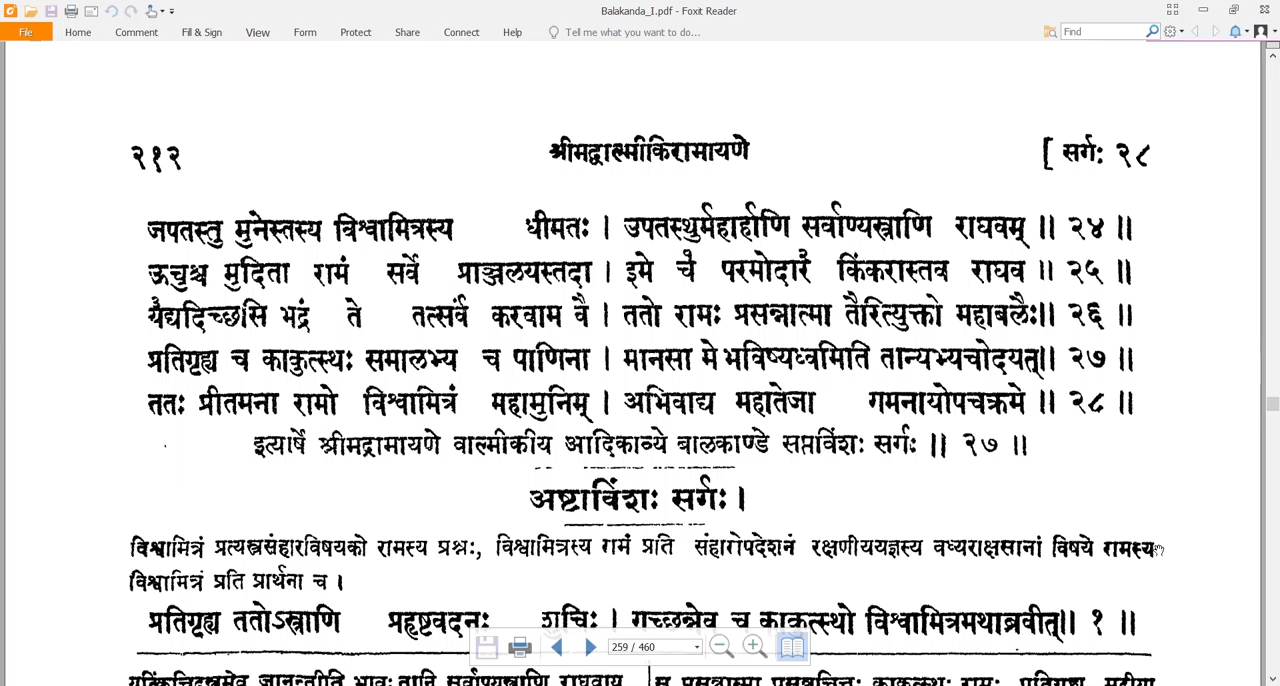 Balakanda_I.pdf - Foxit Reader
File Home Comment Fill & Sign View Form Protect Share Connect Help Tell me what you want to do... Find
२१२ श्रीमद्वाल्मीकिरामायणे [ सर्गः २८
जपतस्तु मुनेस्तस्य विश्वामित्रस्य धीमतः । उपतस्थुर्महार्हाणि सर्वाण्यस्त्राणि राघवम् ॥ २४ ॥
ऊचुश्च मुदिता रामं सर्वे प्राञ्जलयस्तदा । इमे च परमोदार किंकरास्तव राघव ॥ २५ ॥
यद्यदिच्छसि भद्रं ते तत्सर्वं करवाम वै । ततो रामः प्रसन्नात्मा तैरित्युक्तो महाबलैः॥ २६ ॥
प्रतिगृह्य च काकुत्स्थः समालभ्य च पाणिना । मानसा मे भविष्यध्वमिति तान्यभ्यचोदयत्॥ २७ ॥
ततः प्रीतमना रामो विश्वामित्रं महामुनिम् । अभिवाद्य महातेजा गमनायोपचक्रमे ॥ २८ ॥
इत्यार्षे श्रीमद्रामायणे वाल्मीकीय आदिकाव्ये बालकाण्डे सप्तविंशः सर्गः ॥ २७ ॥
अष्टाविंशः सर्गः ।
विश्वामित्रं प्रत्यस्त्रसंहारविषयको रामस्य प्रश्नः, विश्वामित्रस्य रामं प्रति संहारोपदेशनं रक्षणीययज्ञस्य वध्यराक्षसानां विषये रामस्य
विश्वामित्रं प्रति प्रार्थना च ।
प्रतिगृह्य ततोऽस्त्राणि प्रहृष्टवदनः शुचिः । गच्छन्नेव च काकुत्स्थो विश्वामित्रमथाब्रवीत्॥ १ ॥
259 / 460